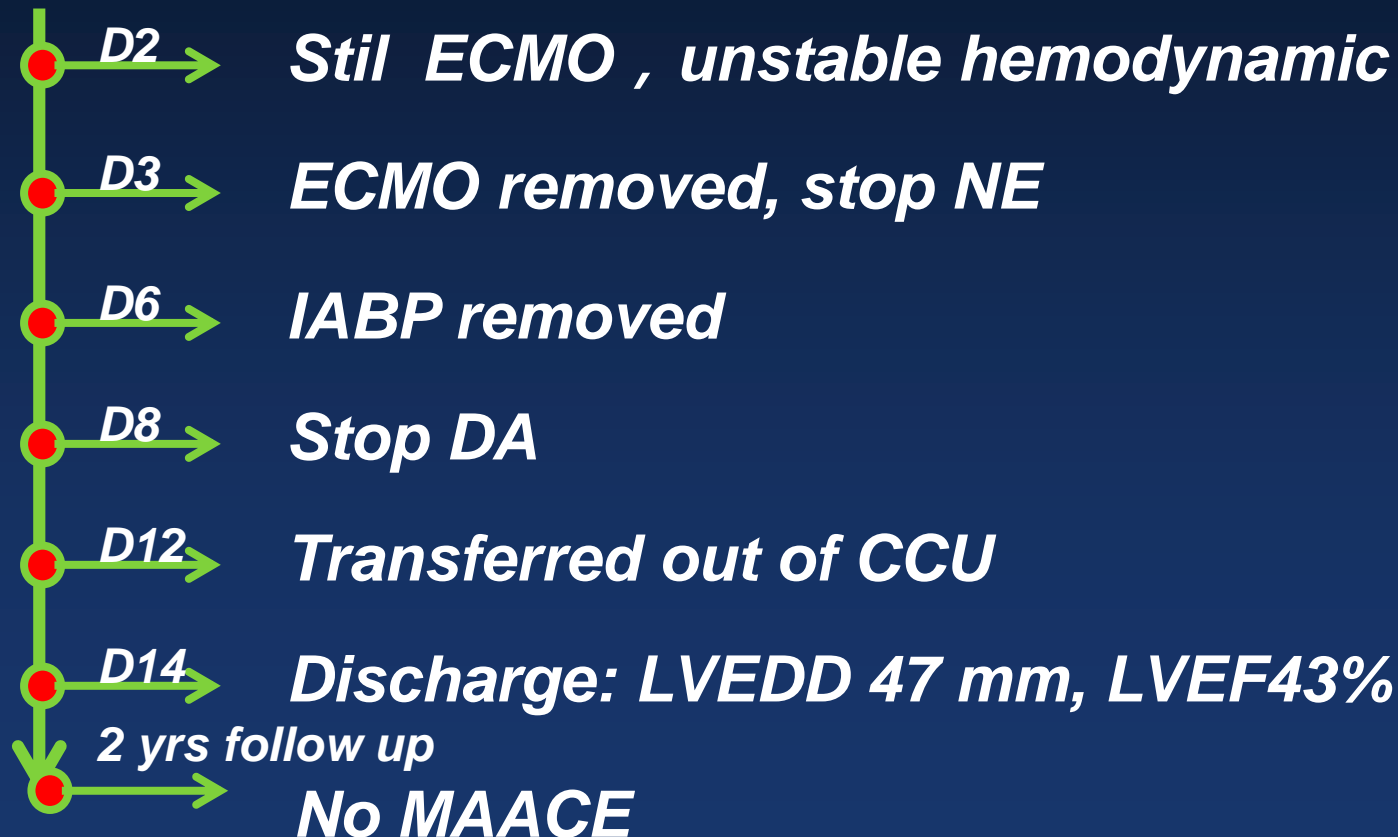 D2 Stil ECMO , unstable hemodynamic
D3 ECMO removed, stop NE
D6 IABP removed
D8 Stop DA
D12 Transferred out of CCU
D14 Discharge: LVEDD 47 mm, LVEF43%
2 yrs follow up
No MAACE